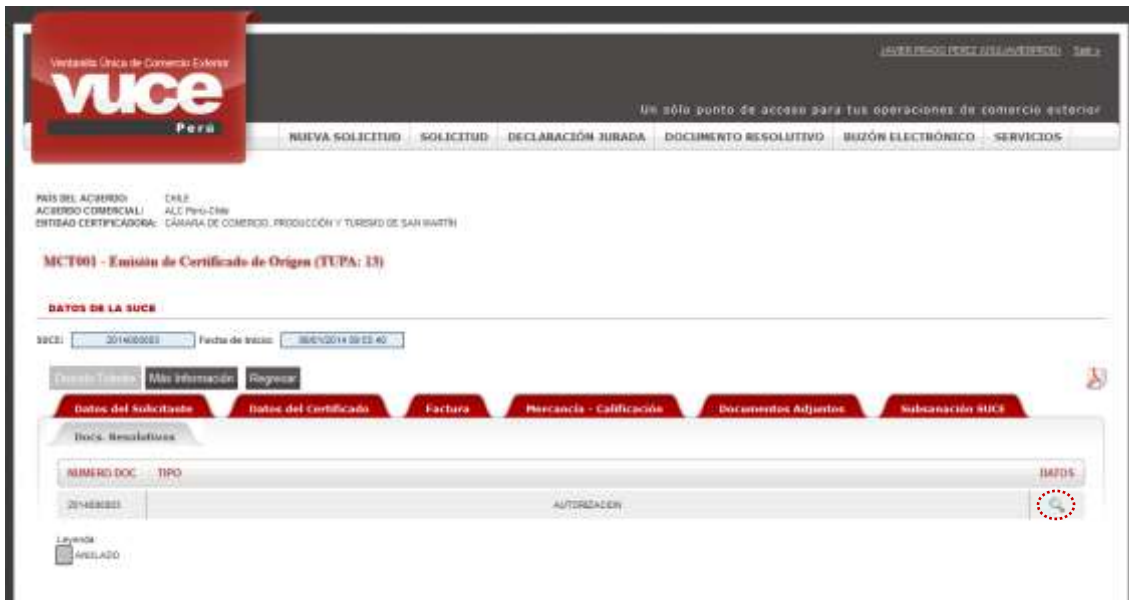 Ventanilla Única de Comercio Exterior
vuce
Perú
Un sólo punto de acceso para tus operaciones de comercio exterior
NUEVA SOLICITUD SOLICITUD DECLARACIÓN JURADA DOCUMENTO RESOLUTIVO BUZÓN ELECTRÓNICO SERVICIOS
PAÍS DEL ACUERDO: CHILE
ACUERDO COMERCIAL: ALC Perú-Chile
ENTIDAD CERTIFICADORA: CÁMARA DE COMERCIO, PRODUCCIÓN Y TURISMO DE SAN MARTÍN
MCT001 - Emisión de Certificado de Origen (TUPA: 13)
DATOS DE LA SUCE
SUCE: Fecha de Inicio:
Más Información Regresar
Datos del Solicitante Datos del Certificado Factura Mercancía - Calificación Documentos Adjuntos Subsanación SUCE
Docs. Resolutivos
NUMERO DOC TIPO DATOS
AUTORIZACION
Leyenda
ANULADO